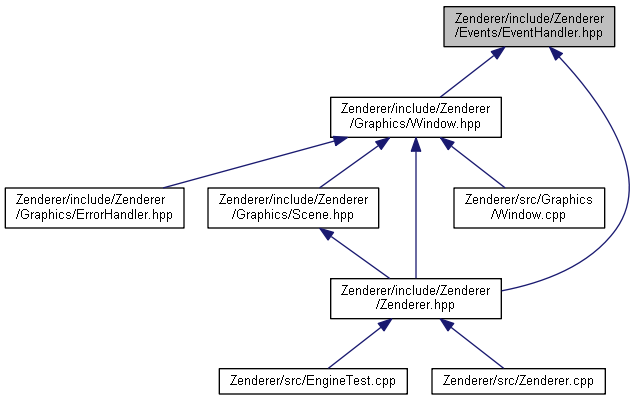 Zenderer/include/Zenderer
/Events/EventHandler.hpp
Zenderer/include/Zenderer
/Graphics/Window.hpp
Zenderer/include/Zenderer
/Graphics/ErrorHandler.hpp
Zenderer/include/Zenderer
/Graphics/Scene.hpp
Zenderer/src/Graphics
/Window.cpp
Zenderer/include/Zenderer
/Zenderer.hpp
Zenderer/src/EngineTest.cpp
Zenderer/src/Zenderer.cpp